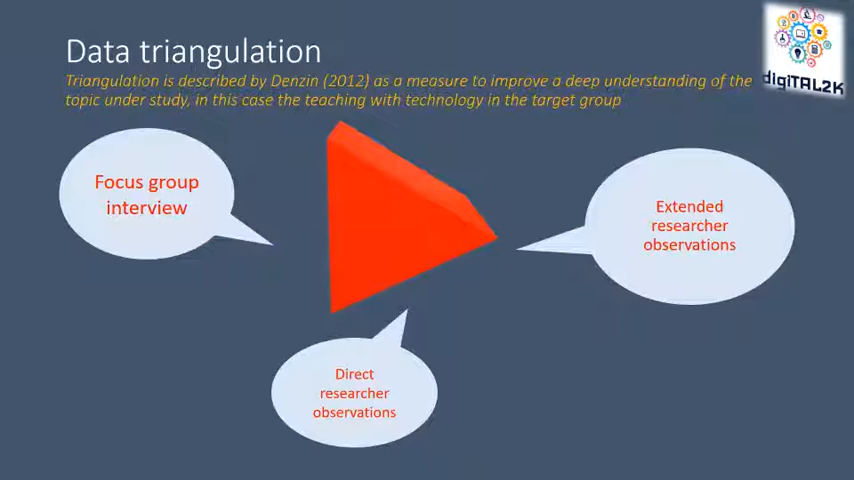 Data triangulation
Triangulation is described by Denzin (2012) as a measure to improve a deep understanding of the
topic under study, in this case the teaching with technology in the target group
digiTAL2K
Focus group
interview
Extended
researcher
observations
Direct
researcher
observations